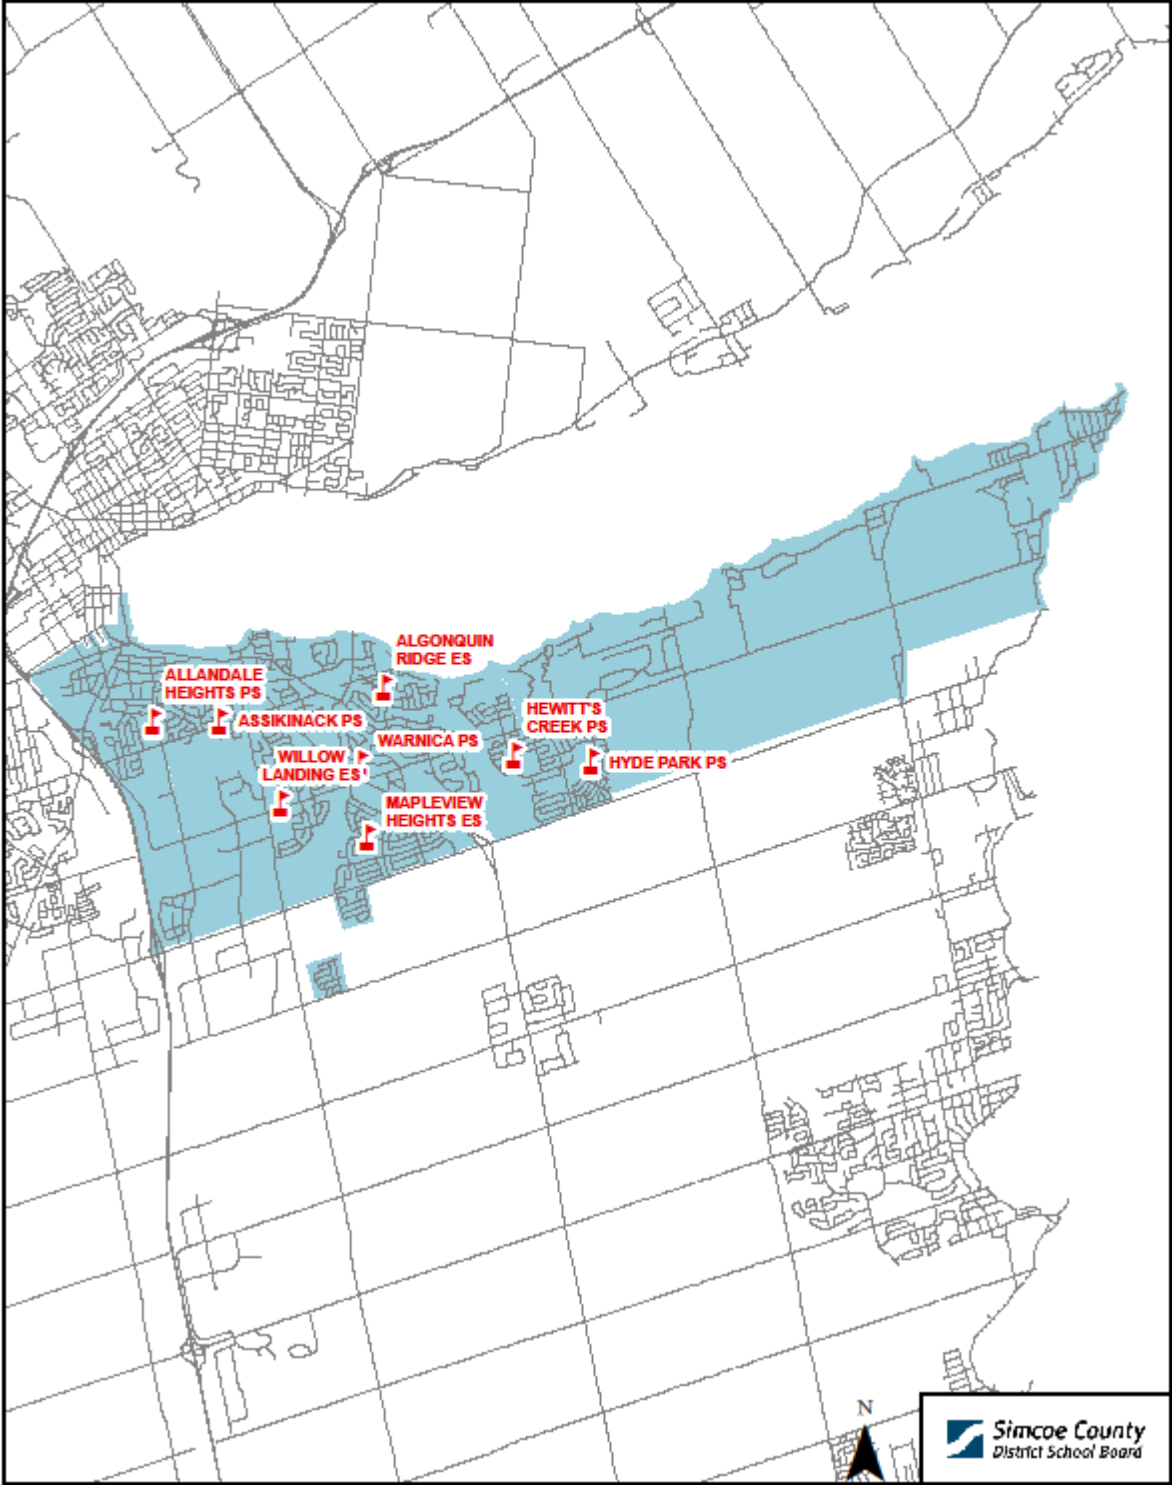 ALGONQUIN
RIDGE ES
ALLANDALE
HEIGHTS PS
ASSIKINACK PS
HEWITT'S
CREEK PS
WARNICA PS
WILLOW
LANDING ES
HYDE PARK PS
MAPLEVIEW
HEIGHTS ES
N
Simcoe County
District School Board